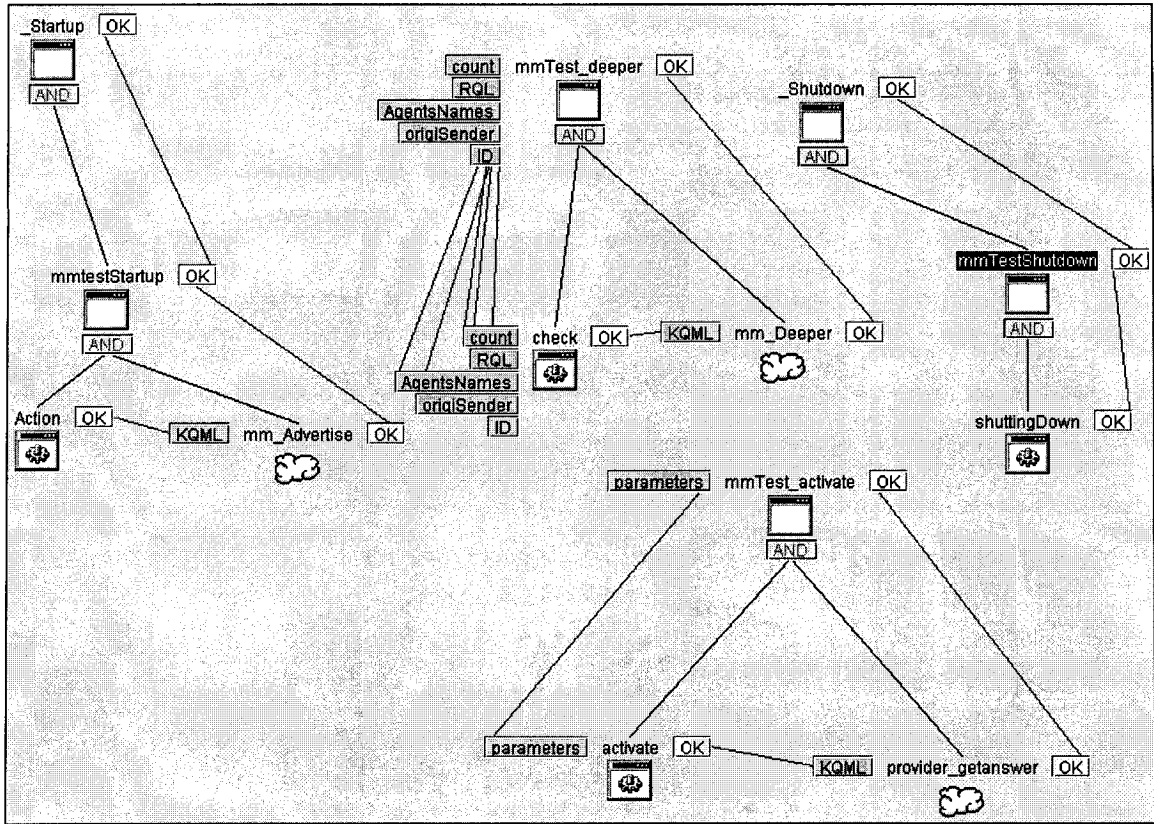 _Startup OK
AND
mmtestStartup OK
AND
Action OK KQML mm_Advertise OK
count mmTest_deeper OK
RQL
AgentsNames
origiSender
ID
AND
count check OK KQML mm_Deeper OK
RQL
AgentsNames
origiSender
ID
_Shutdown OK
AND
mmTestShutdown OK
AND
shuttingDown OK
parameters mmTest_activate OK
AND
parameters activate OK KQML provider_getanswer OK